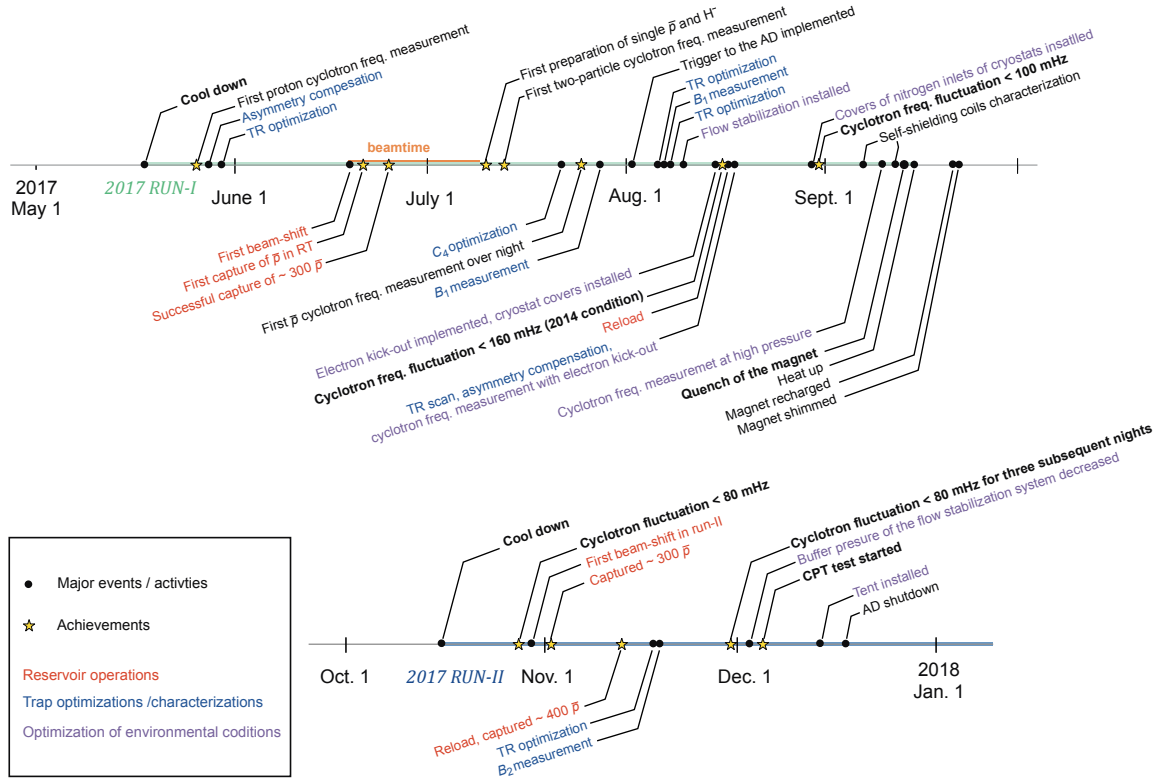 First preparation of single p̅ and H⁻
First two-particle cyclotron freq. measurement
Trigger to the AD implemented
TR optimization
B₁ measurement
TR optimization
Flow stabilization installed
Covers of nitrogen inlets of cryostats insatlled
Cyclotron freq. fluctuation < 100 mHz
Self-shielding coils characterization
First proton cyclotron freq. measurement
Cool down
Asymmetry compesation
TR optimization
beamtime
2017
May 1
2017 RUN-I
June 1
July 1
Aug. 1
Sept. 1
First beam-shift
First capture of p̅ in RT
Successful capture of ~ 300 p̅
C₄ optimization
First p̅ cyclotron freq. measurement over night
B₁ measurement
Electron kick-out implemented, cryostat covers installed
Cyclotron freq. fluctuation < 160 mHz (2014 condition)
Reload
TR scan, asymmetry compensation,
cyclotron freq. measurement with electron kick-out
Cyclotron freq. measuremet at high pressure
Quench of the magnet
Heat up
Magnet recharged
Magnet shimmed
Cool down
Cyclotron fluctuation < 80 mHz
First beam-shift in run-II
Captured ~ 300 p̅
Cyclotron fluctuation < 80 mHz for three subsequent nights
Buffer presure of the flow stabilization system decreased
CPT test started
Tent installed
AD shutdown
Oct. 1
2017 RUN-II
Nov. 1
Dec. 1
2018
Jan. 1
Reload, captured ~ 400 p̅
TR optimization
B₂ measurement
Major events / activties
Achievements
Reservoir operations
Trap optimizations /characterizations
Optimization of environmental coditions